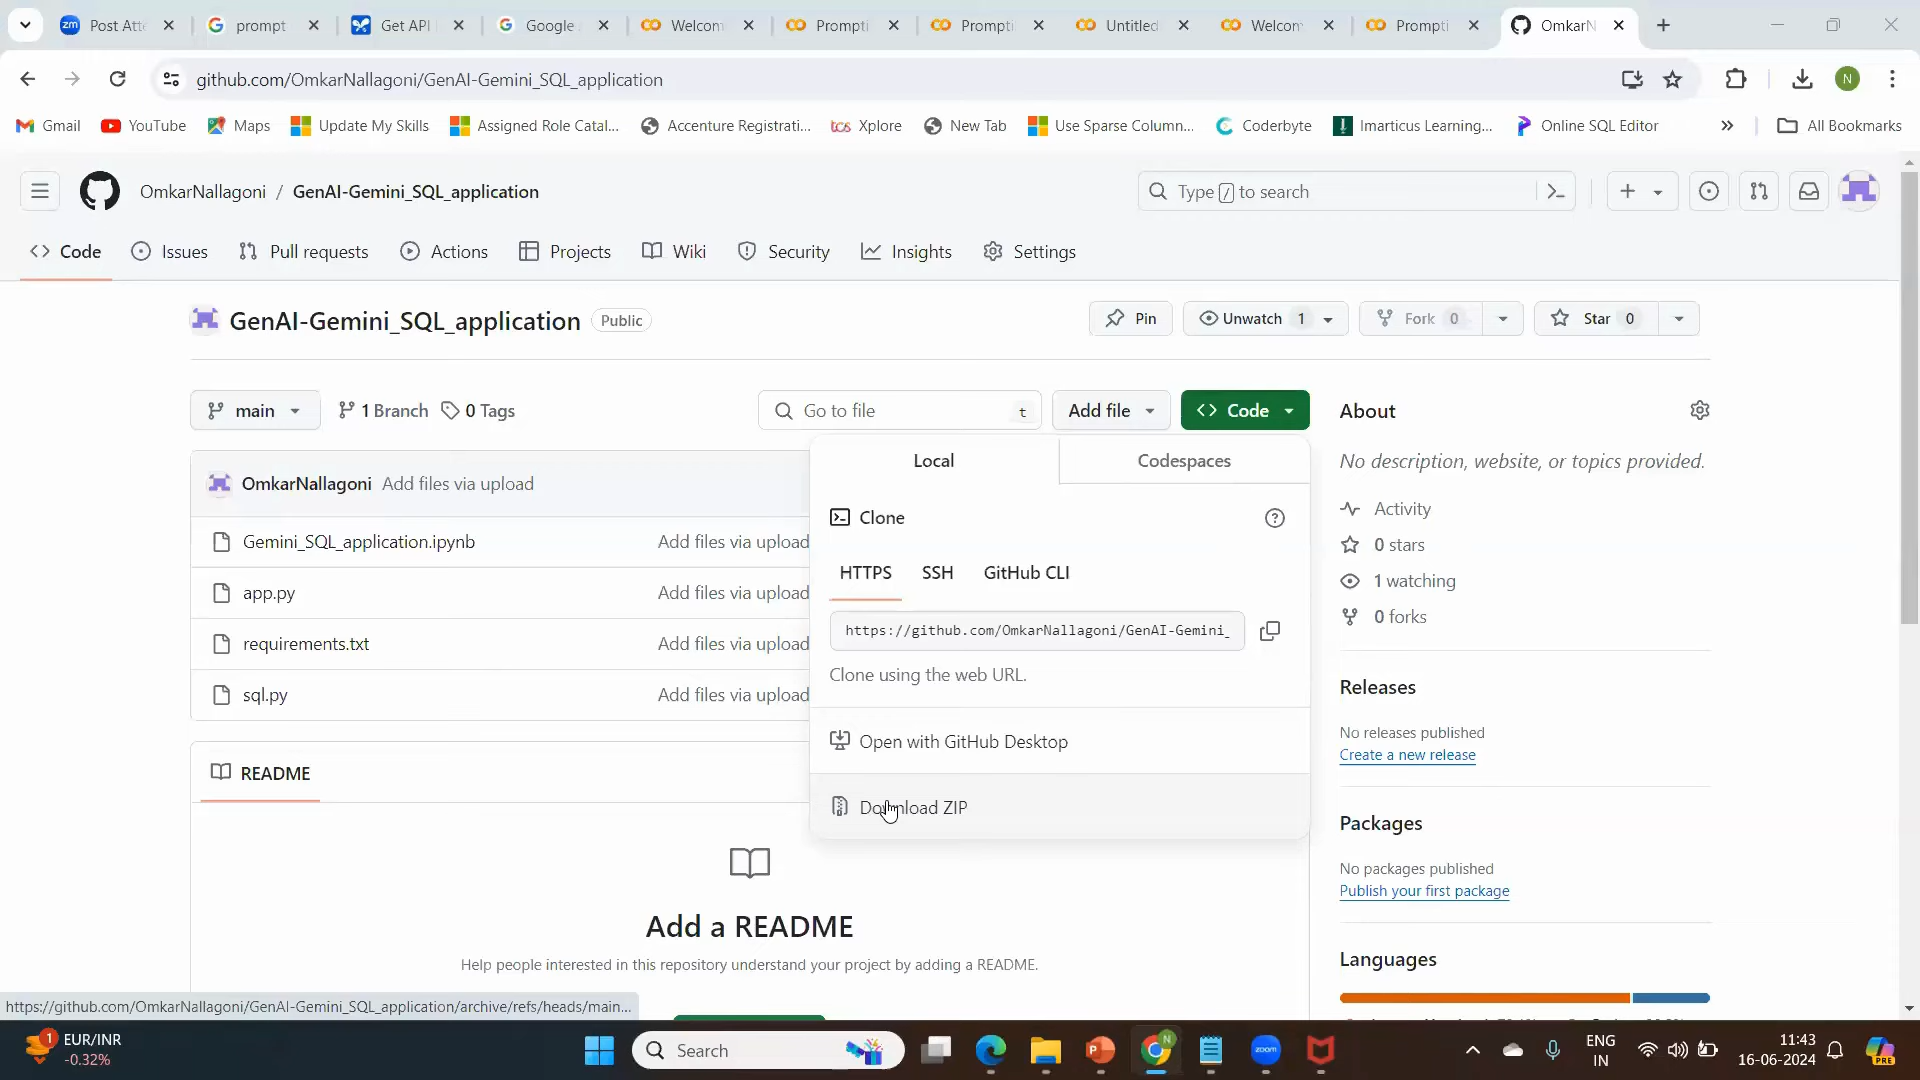 Post Atte
prompt
Get API
Google
Welcom
Prompti
Prompti
Untitled
Welcom
Prompti
OmkarN
github.com/OmkarNallagoni/GenAI-Gemini_SQL_application
N
Gmail
YouTube
Maps
Update My Skills
Assigned Role Catal...
Accenture Registrati...
tcs Xplore
New Tab
Use Sparse Column...
Coderbyte
Imarticus Learning...
Online SQL Editor
All Bookmarks
OmkarNallagoni / GenAI-Gemini_SQL_application
Type / to search
Code
Issues
Pull requests
Actions
Projects
Wiki
Security
Insights
Settings
GenAI-Gemini_SQL_application Public
Pin
Unwatch 1
Fork 0
Star 0
main
1 Branch
0 Tags
Go to file t
Add file
Code
About
No description, website, or topics provided.
Local
Codespaces
OmkarNallagoni Add files via upload
Clone
Activity
Gemini_SQL_application.ipynb Add files via upload
0 stars
HTTPS
SSH
GitHub CLI
1 watching
app.py Add files via upload
0 forks
https://github.com/OmkarNallagoni/GenAI-Gemini_
requirements.txt Add files via upload
Clone using the web URL.
sql.py Add files via upload
Releases
No releases published
Create a new release
Open with GitHub Desktop
README
Download ZIP
Packages
No packages published
Publish your first package
Add a README
Help people interested in this repository understand your project by adding a README.
Languages
https://github.com/OmkarNallagoni/GenAI-Gemini_SQL_application/archive/refs/heads/main...
1
EUR/INR
-0.32%
Search
zoom
ENG
IN
11:43
16-06-2024
PRE